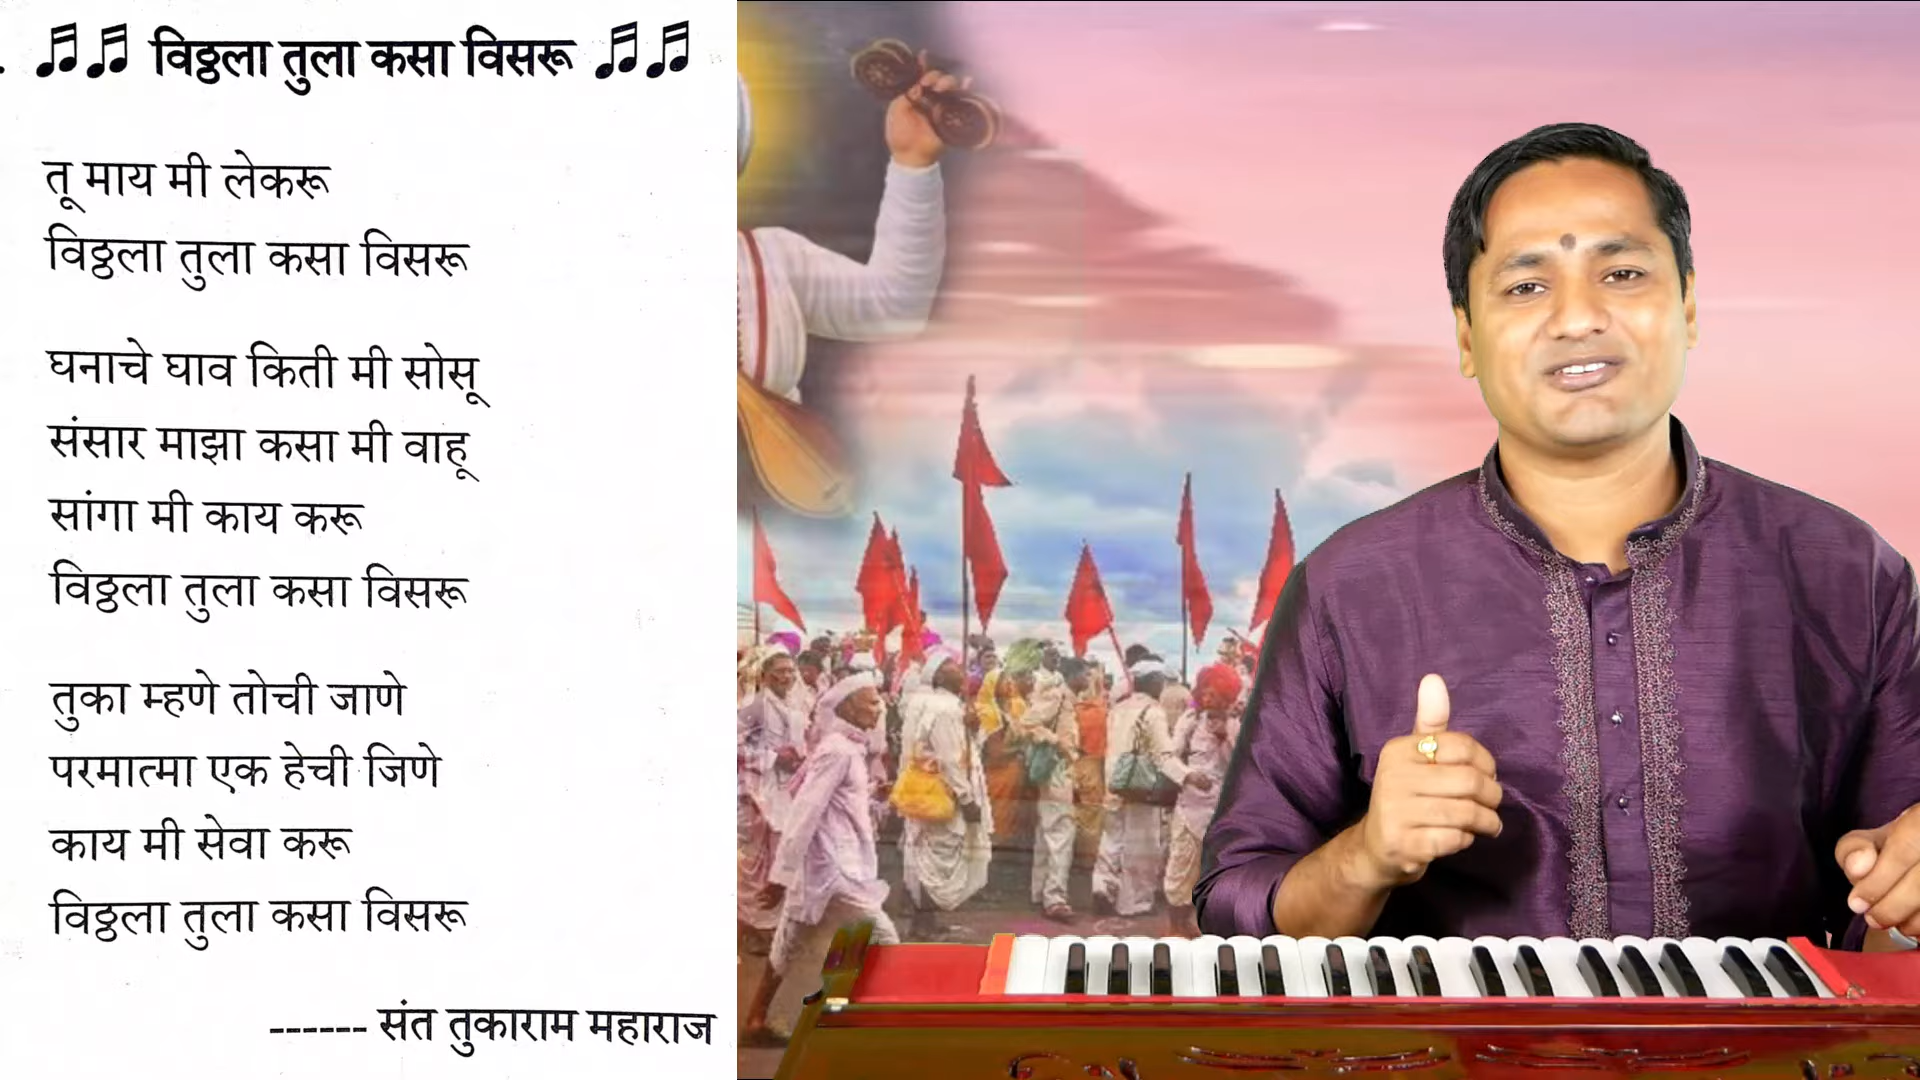 ♫♫ विठ्ठला तुला कसा विसरू ♫♫
तू माय मी लेकरू
विठ्ठला तुला कसा विसरू
घनाचे घाव किती मी सोसू
संसार माझा कसा मी वाहू
सांगा मी काय करू
विठ्ठला तुला कसा विसरू
तुका म्हणे तोची जाणे
परमात्मा एक हेची जिणे
काय मी सेवा करू
विठ्ठला तुला कसा विसरू
------ संत तुकाराम महाराज